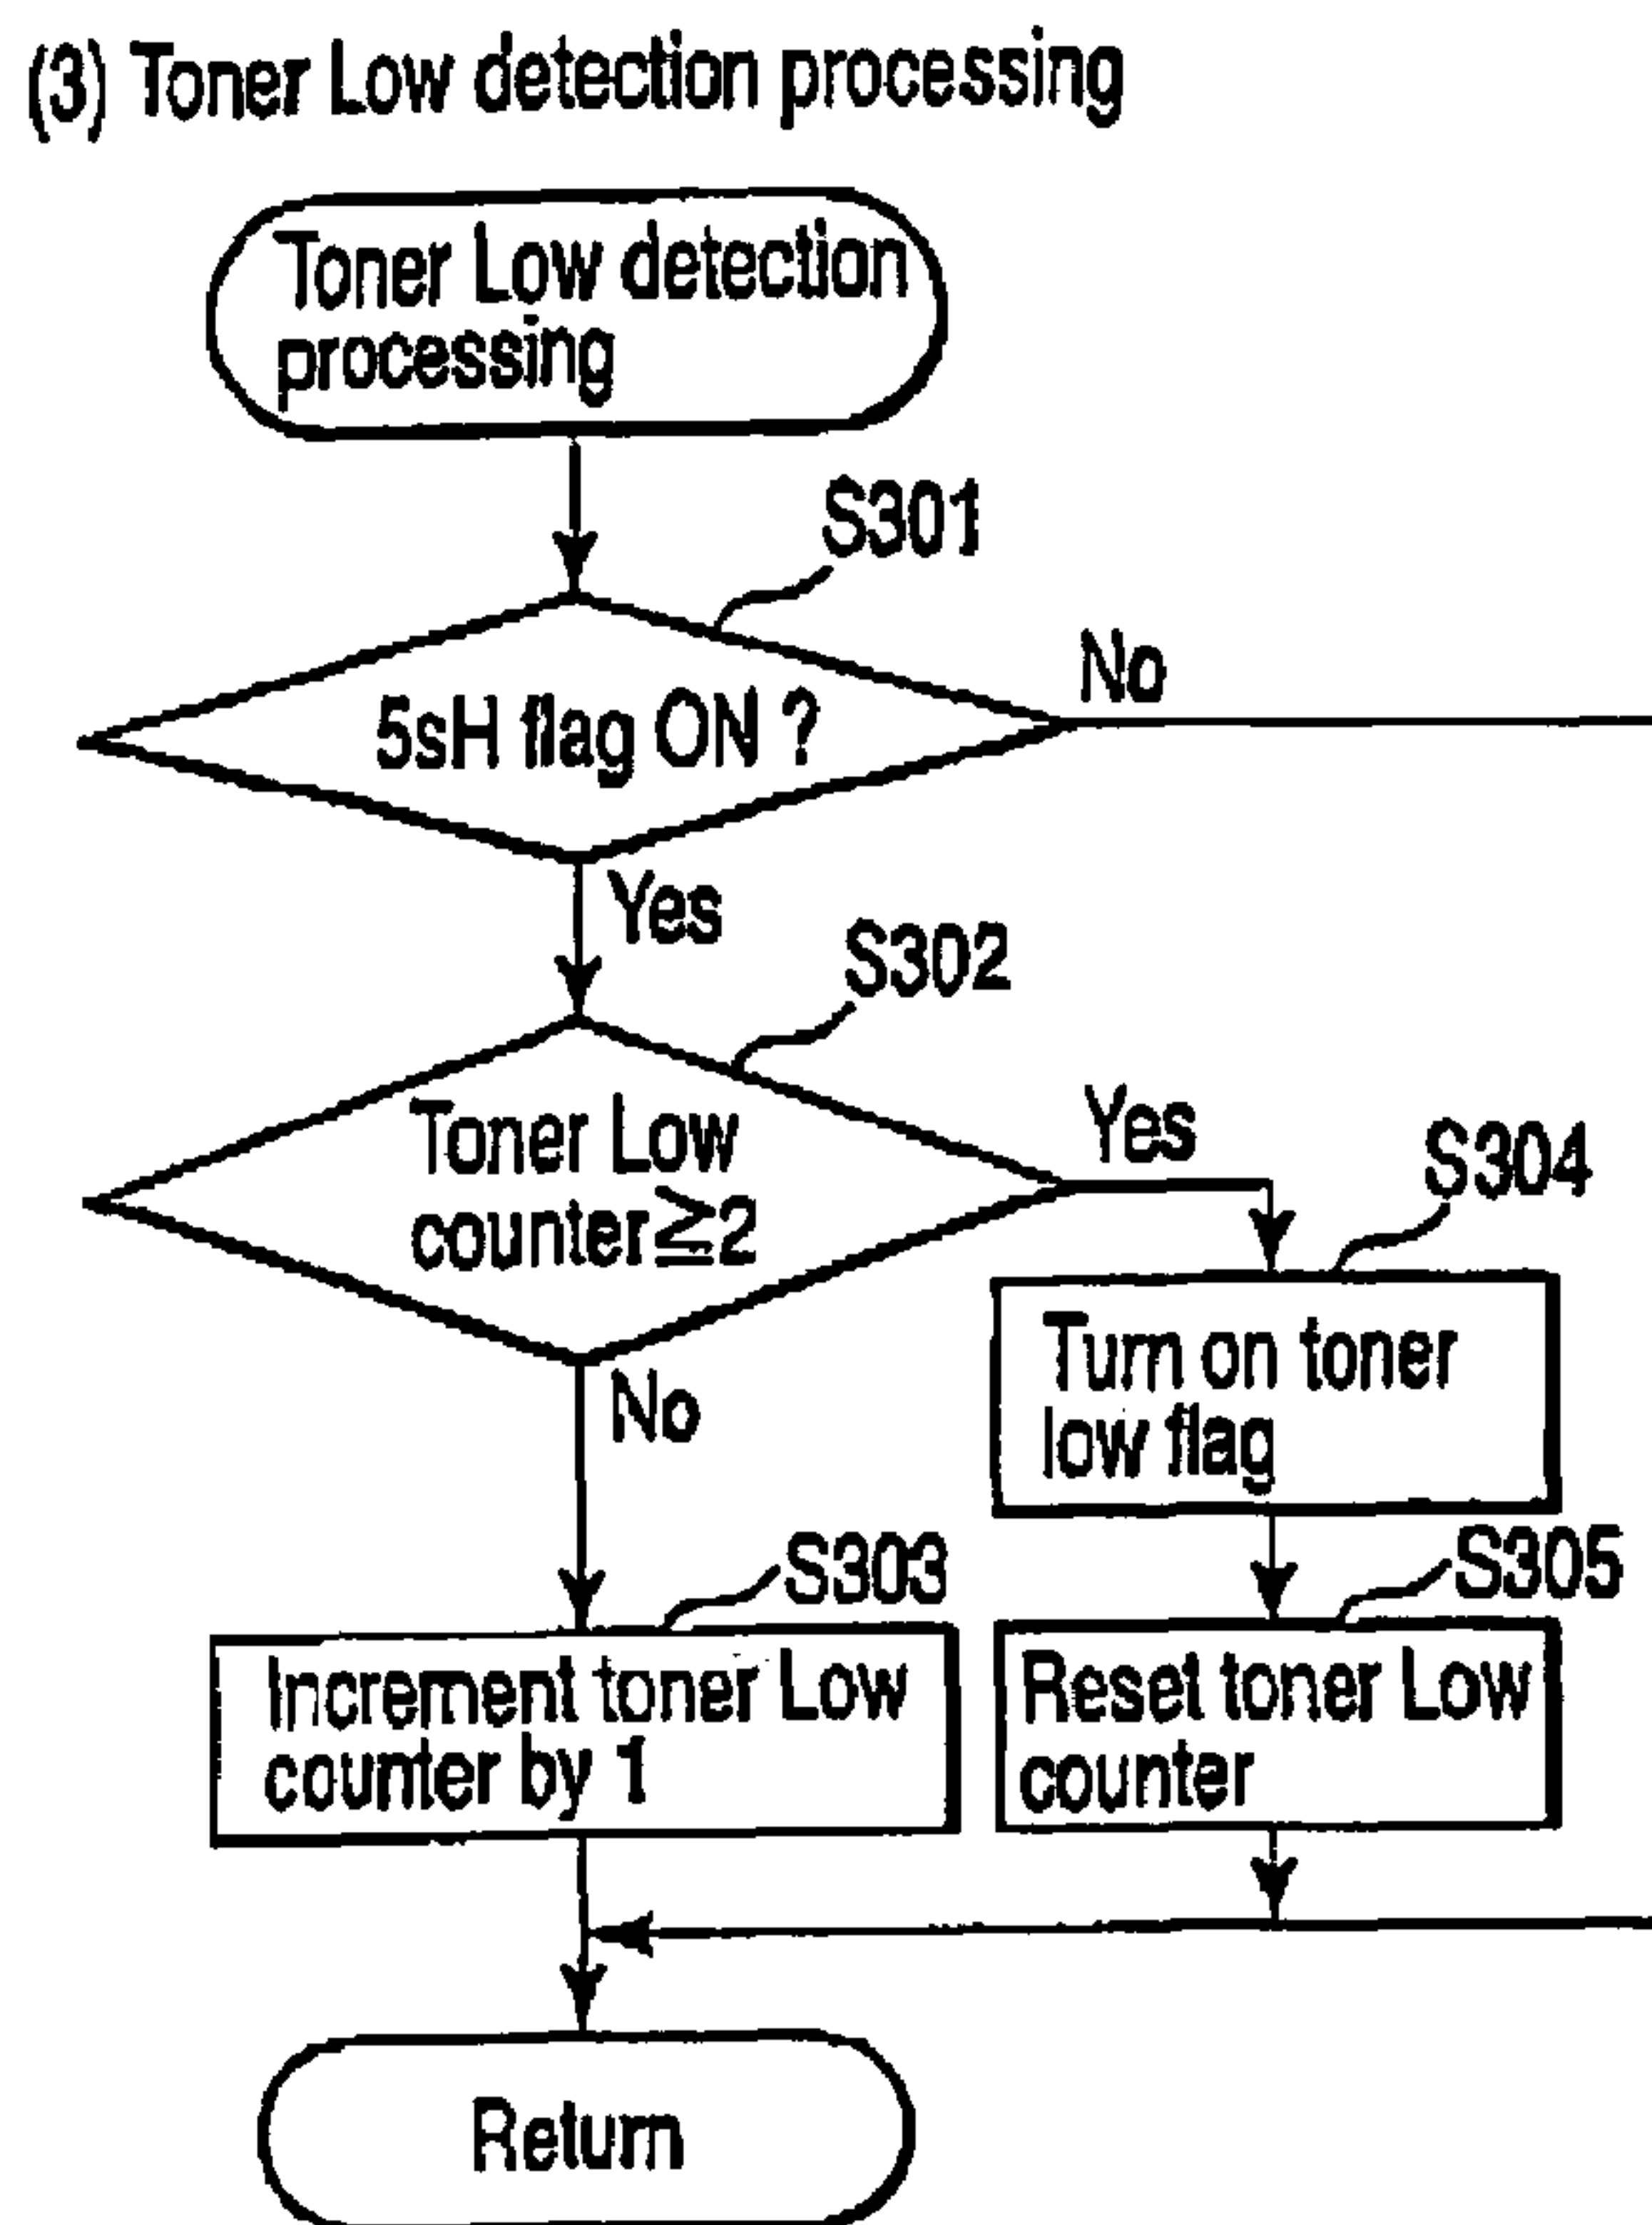 (3) Toner Low detection processing
Toner Low detection
processing
S301
5sH flag ON ?
No
Yes
S302
Toner Low
counter≧2
Yes
S304
Turn on toner
low flag
No
S303
S305
Increment toner Low
counter by 1
Reset toner Low
counter
Return